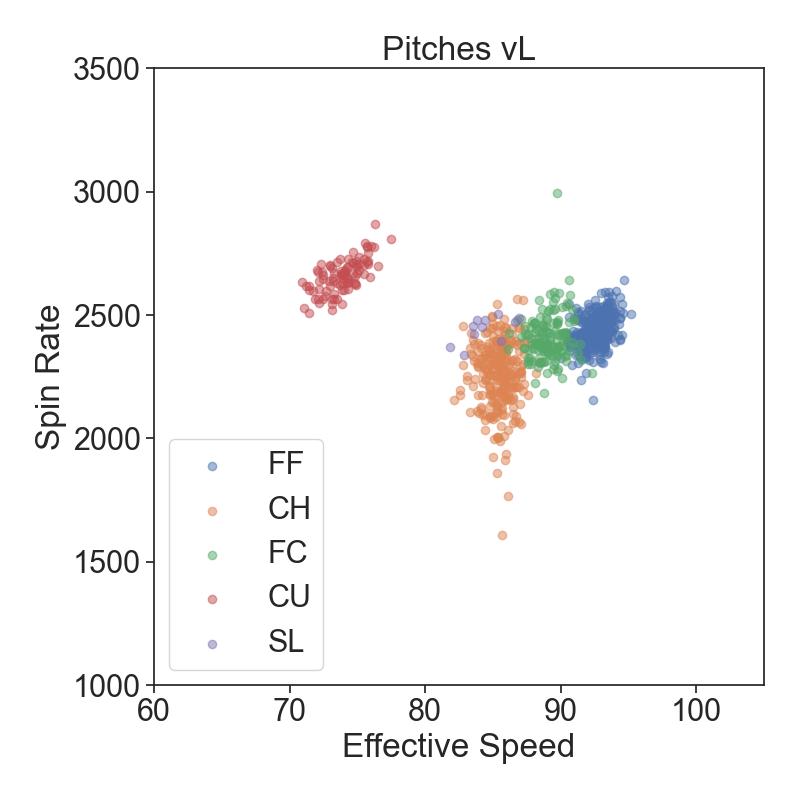 Pitches vL
3500
3000
2500
2000
1500
1000
Spin Rate
FF
CH
FC
CU
SL
60 70 80 90 100
Effective Speed